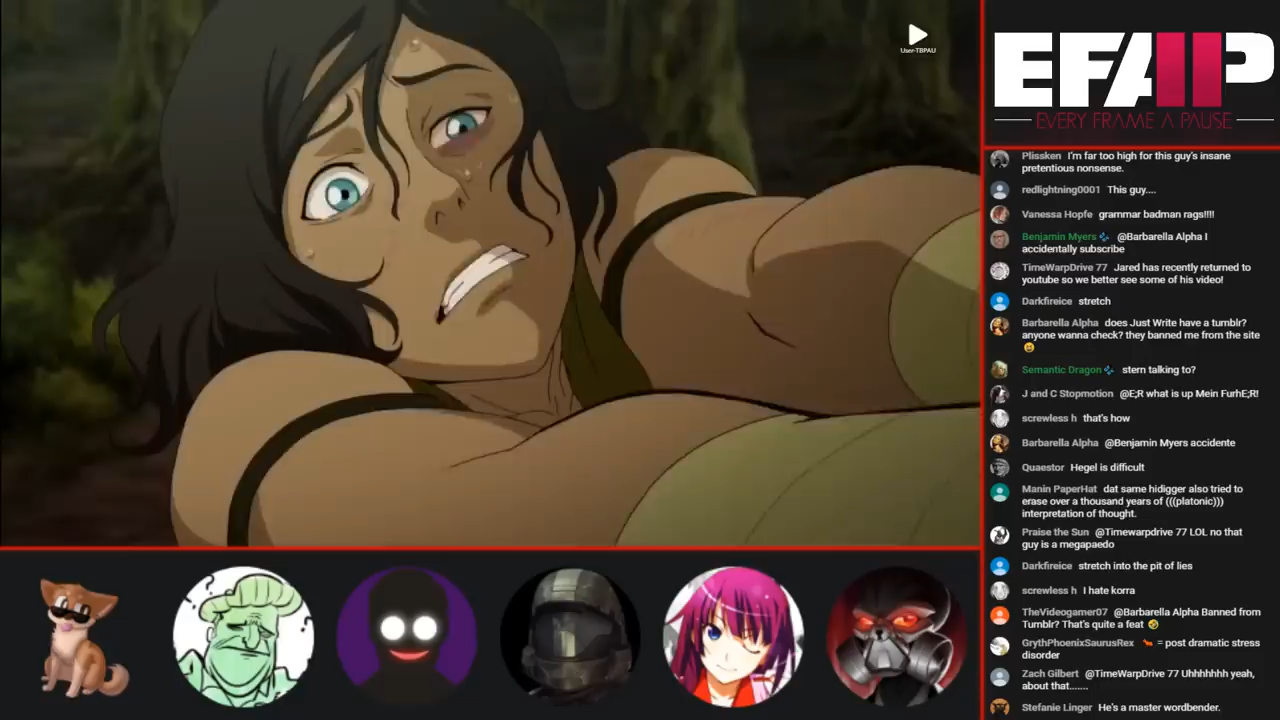 User-TBPAU
EFAP
EVERY FRAME A PAUSE
Plissken I'm far too high for this guy's insane
pretentious nonsense.
redlightning0001 This guy....
Vanessa Hopfe grammar badman rags!!!!
Benjamin Myers @Barbarella Alpha I
accidentally subscribe
TimeWarpDrive 77 Jared has recently returned to
youtube so we better see some of his video!
Darkfireice stretch
Barbarella Alpha does Just Write have a tumblr?
anyone wanna check? they banned me from the site
Semantic Dragon stern talking to?
J and C Stopmotion @E;R what is up Mein FurhE;R!
screwless h that's how
Barbarella Alpha @Benjamin Myers accidente
Quaestor Hegel is difficult
Manin PaperHat dat same hidigger also tried to
erase over a thousand years of (((platonic)))
interpretation of thought.
Praise the Sun @Timewarpdrive 77 LOL no that
guy is a megapaedo
Darkfireice stretch into the pit of lies
screwless h I hate korra
TheVideogamer07 @Barbarella Alpha Banned from
Tumblr? That's quite a feat 🤣
GrythPhoenixSaurusRex = post dramatic stress
disorder
Zach Gilbert @TimeWarpDrive 77 Uhhhhhhh yeah,
about that.......
Stefanie Linger He's a master wordbender.